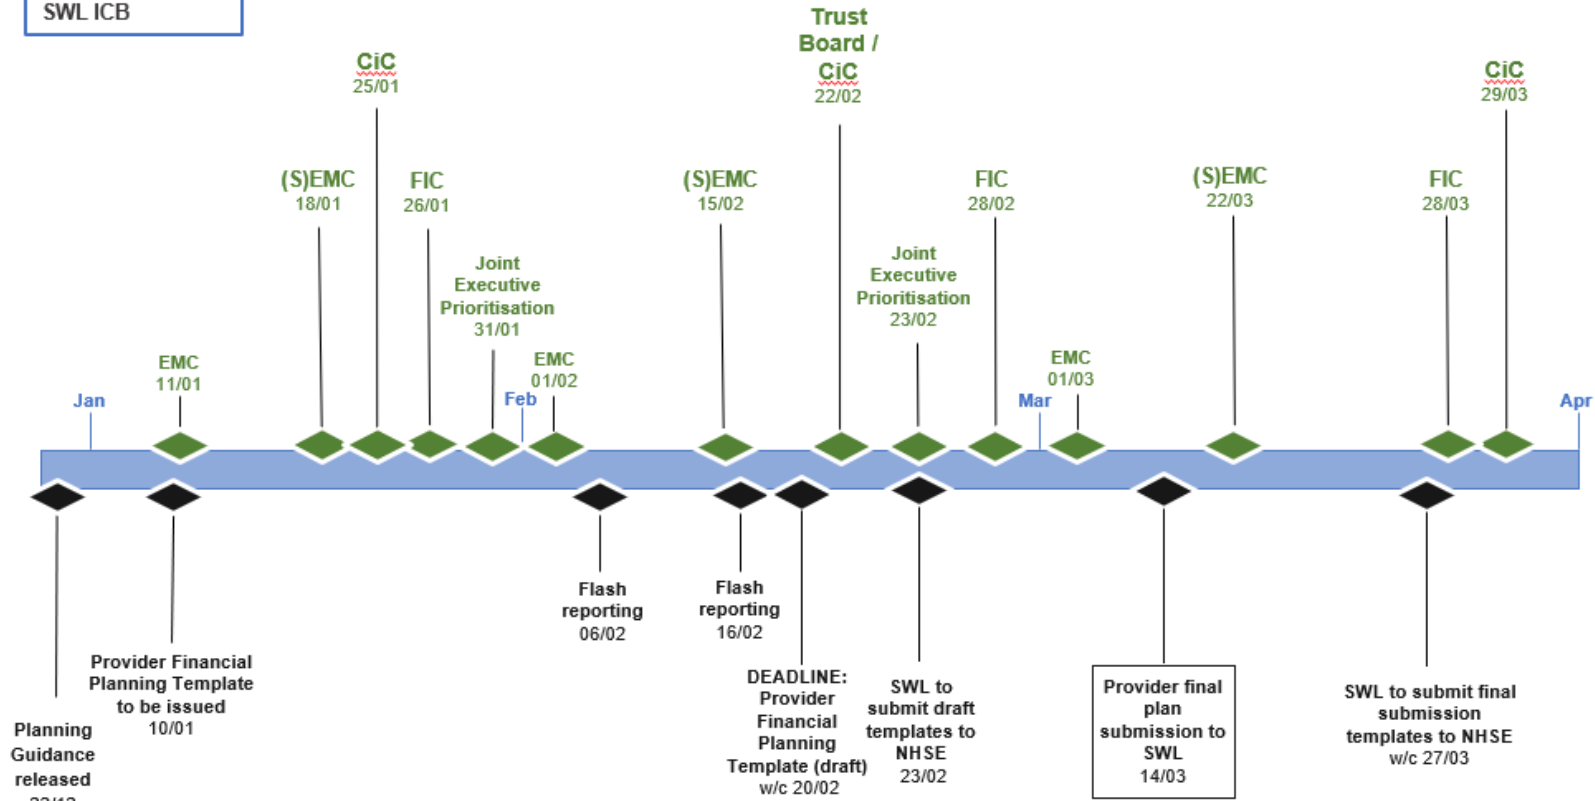 SWL ICB
CiC
25/01
Trust
Board /
CiC
22/02
CiC
29/03
(S)EMC
18/01
FIC
26/01
(S)EMC
15/02
FIC
28/02
(S)EMC
22/03
FIC
28/03
Joint
Executive
Prioritisation
31/01
Joint
Executive
Prioritisation
23/02
EMC
11/01
EMC
01/02
EMC
01/03
Jan
Feb
Mar
Apr
Flash
reporting
06/02
Flash
reporting
16/02
Planning
Guidance
released
Provider Financial
Planning Template
to be issued
10/01
DEADLINE:
Provider
Financial
Planning
Template (draft)
w/c 20/02
SWL to
submit draft
templates to
NHSE
23/02
Provider final
plan
submission to
SWL
14/03
SWL to submit final
submission
templates to NHSE
w/c 27/03